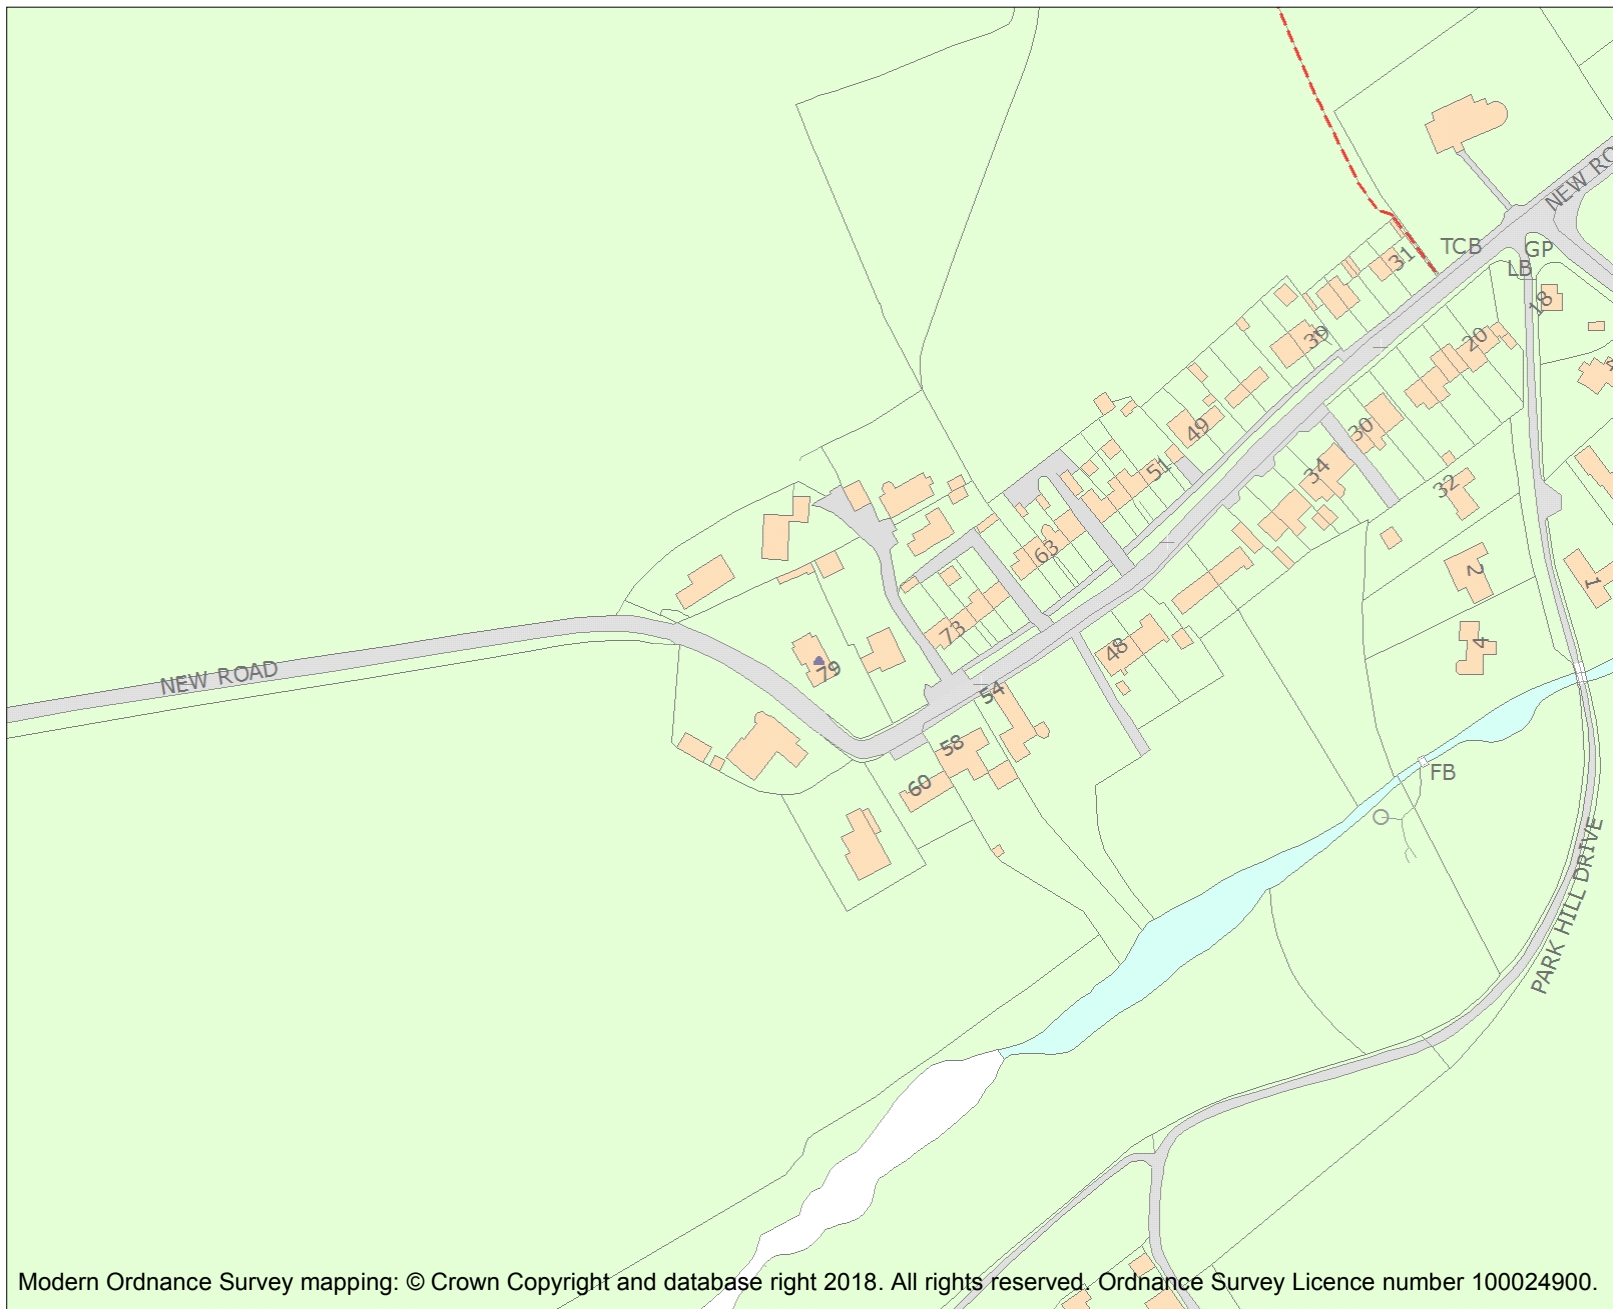 NEW RO
TCB
GP
LB
31
18
39
20
49
30
51
34
32
63
2
1
73
48
4
79
NEW ROAD
54
58
60
FB
PARK HILL DRIVE
Modern Ordnance Survey mapping: © Crown Copyright and database right 2018. All rights reserved. Ordnance Survey Licence number 100024900.